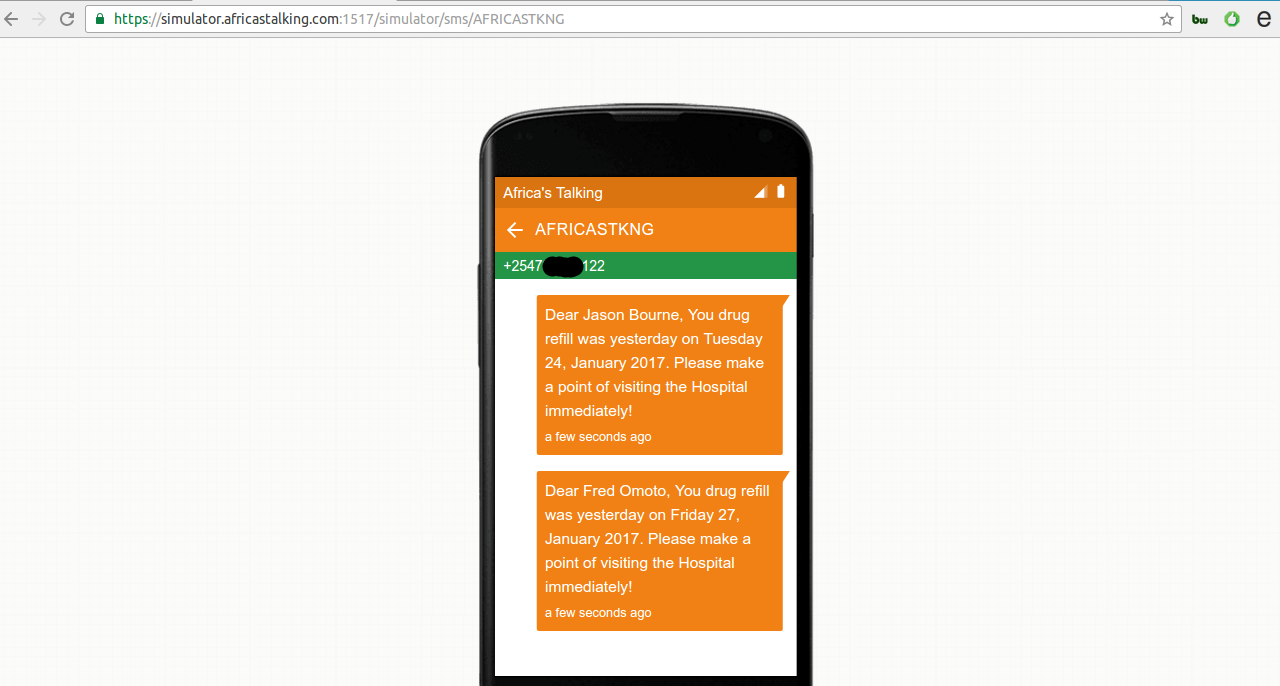 https://simulator.africastalking.com:1517/simulator/sms/AFRICASTKNG
bw
e
Africa's Talking
AFRICASTKNG
+2547 122
Dear Jason Bourne, You drug
refill was yesterday on Tuesday
24, January 2017. Please make
a point of visiting the Hospital
immediately!
a few seconds ago
Dear Fred Omoto, You drug refill
was yesterday on Friday 27,
January 2017. Please make a
point of visiting the Hospital
immediately!
a few seconds ago